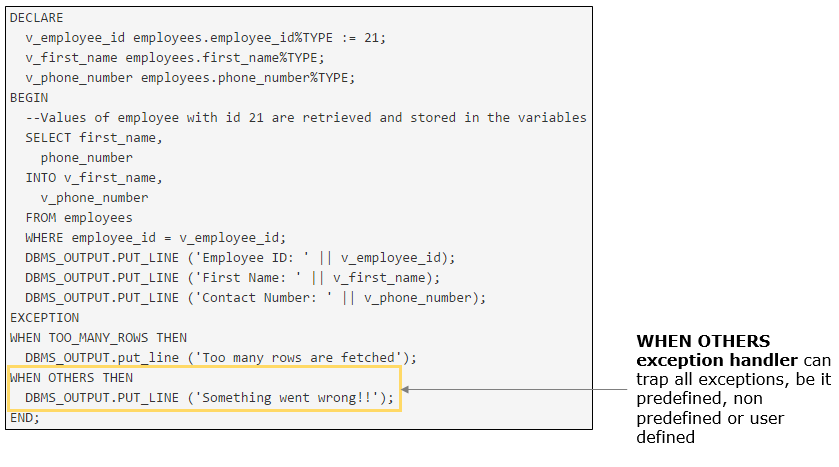 DECLARE
v_employee_id employees.employee_id%TYPE := 21;
v_first_name employees.first_name%TYPE;
v_phone_number employees.phone_number%TYPE;
BEGIN
--Values of employee with id 21 are retrieved and stored in the variables
SELECT first_name,
phone_number
INTO v_first_name,
v_phone_number
FROM employees
WHERE employee_id = v_employee_id;
DBMS_OUTPUT.PUT_LINE ('Employee ID: ' || v_employee_id);
DBMS_OUTPUT.PUT_LINE ('First Name: ' || v_first_name);
DBMS_OUTPUT.PUT_LINE ('Contact Number: ' || v_phone_number);
EXCEPTION
WHEN TOO_MANY_ROWS THEN
DBMS_OUTPUT.put_line ('Too many rows are fetched');
WHEN OTHERS THEN
DBMS_OUTPUT.PUT_LINE ('Something went wrong!!');
END;
WHEN OTHERS
exception handler can
trap all exceptions, be it
predefined, non
predefined or user
defined